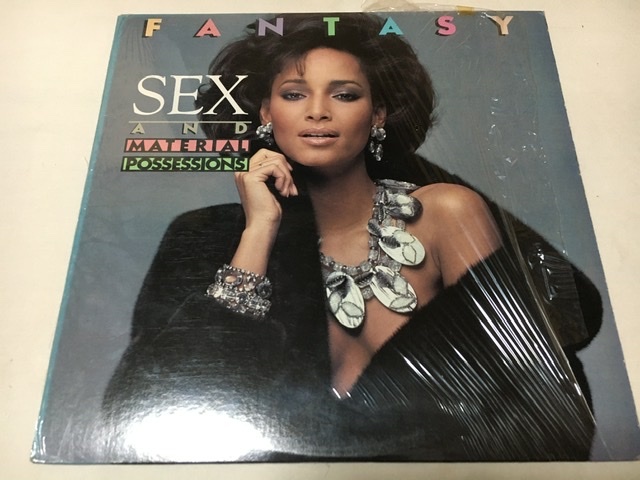 FANTASY
SEX
AND
MATERIAL
POSSESSIONS